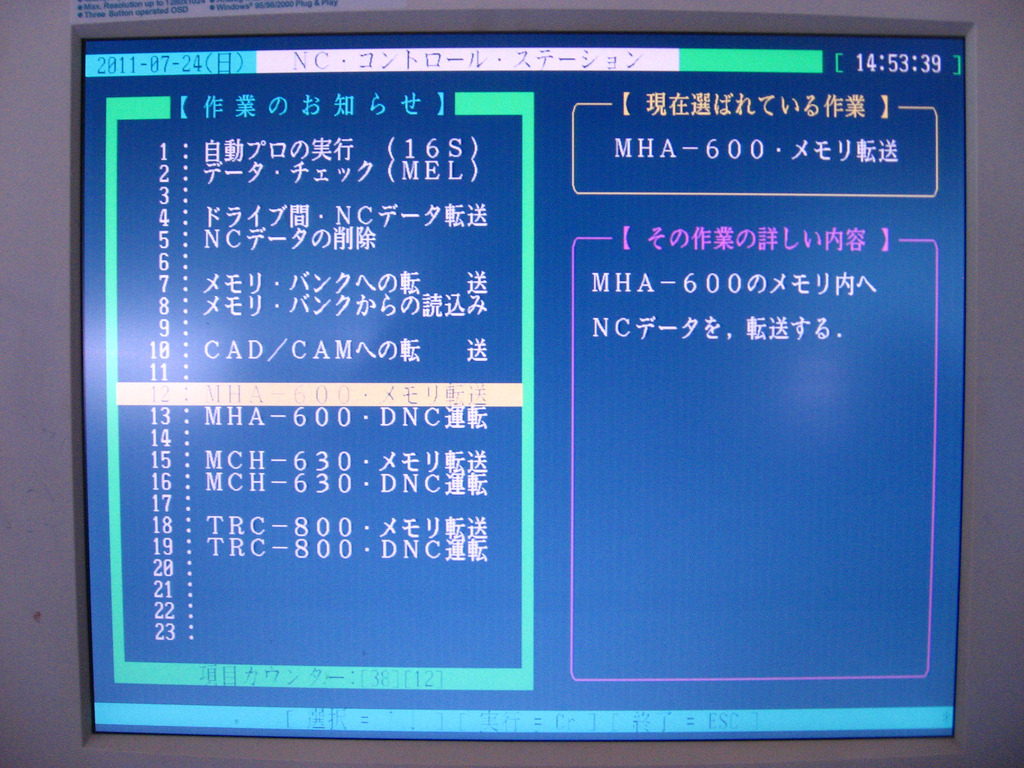 ●Max. Resolution up to 1280x1024
●Three Button operated OSD
●Windows® 95/98/2000 Plug & Play
2011-07-24(日) NC・コントロール・ステーション [ 14:53:39 ]
【 作 業 の お 知 ら せ 】
1 : 自動プロの実行 (16S)
2 : データ・チェック(MEL)
3 :
4 : ドライブ間・NCデータ転送
5 : NCデータの削除
6 :
7 : メモリ・バンクへの転 送
8 : メモリ・バンクからの読込み
9 :
10 : CAD/CAMへの転 送
11 :
12 : MHA-600・メモリ転送
13 : MHA-600・DNC運転
14 :
15 : MCH-630・メモリ転送
16 : MCH-630・DNC運転
17 :
18 : TRC-800・メモリ転送
19 : TRC-800・DNC運転
20 :
21 :
22 :
23 :
項目カウンター:[38][12]
【 現在選ばれている作業 】
MHA-600・メモリ転送
【 その作業の詳しい内容 】
MHA-600のメモリ内へ
NCデータを,転送する.
[ 選択 = ] [ 実行 = Cr ] [ 終了 = ESC ]